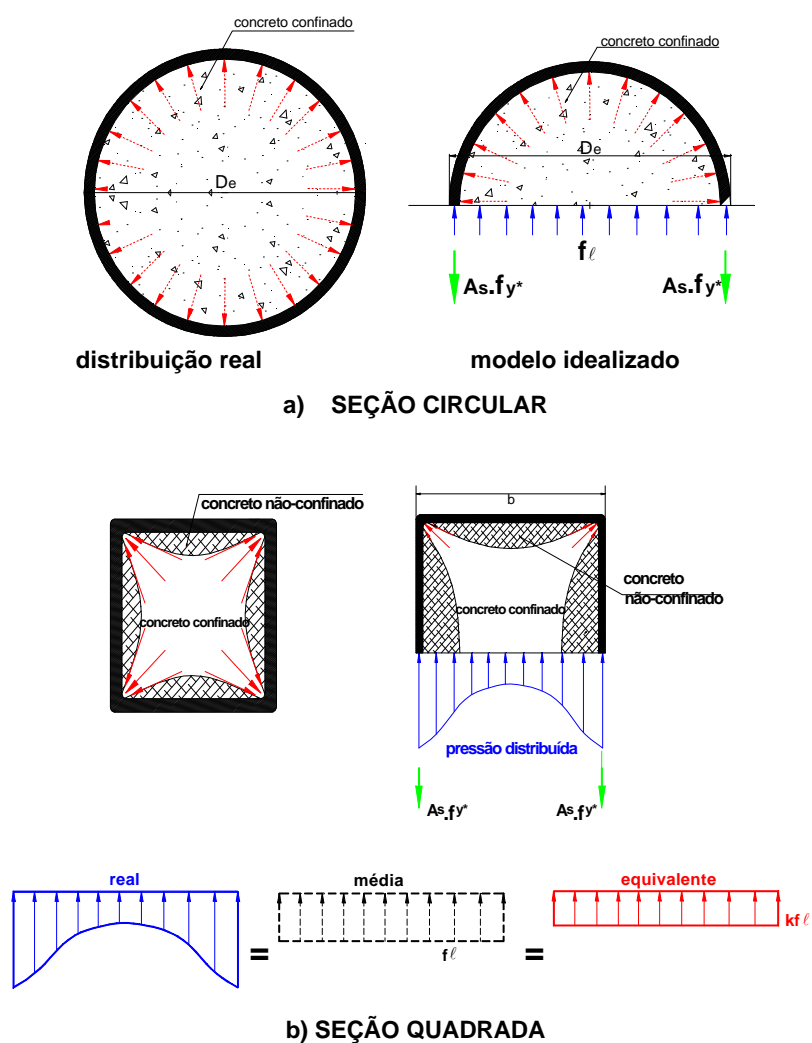 concreto confinado
concreto confinado
De
De
fℓ
As.fy*
As.fy*
distribuição real
modelo idealizado
a) SEÇÃO CIRCULAR
concreto não-confinado
b
concreto
não-confinado
concreto confinado
concreto confinado
pressão distribuída
As.fy*
As.fy*
real
média
equivalente
kfℓ
fℓ
=
=
b) SEÇÃO QUADRADA